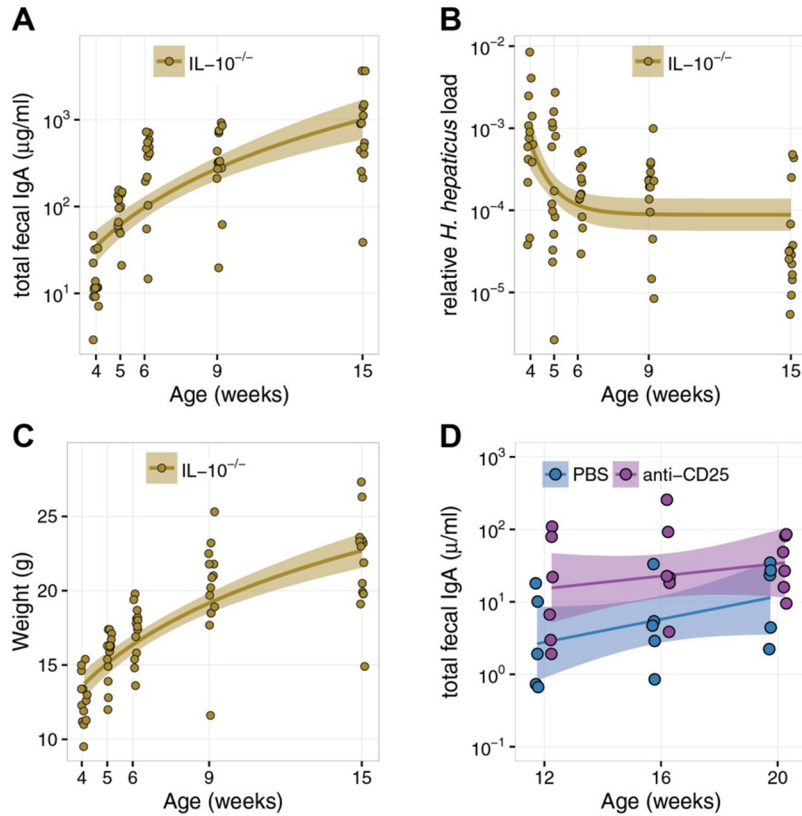 A
IL–10⁻/⁻
total fecal IgA (µg/ml)
10³
10²
10¹
4 5 6 9 15
Age (weeks)
B
IL–10⁻/⁻
relative H. hepaticus load
10⁻²
10⁻³
10⁻⁴
10⁻⁵
4 5 6 9 15
Age (weeks)
C
IL–10⁻/⁻
Weight (g)
25
20
15
10
4 5 6 9 15
Age (weeks)
D
PBS anti–CD25
total fecal IgA (µ/ml)
10³
10²
10¹
10⁰
10⁻¹
12 16 20
Age (weeks)